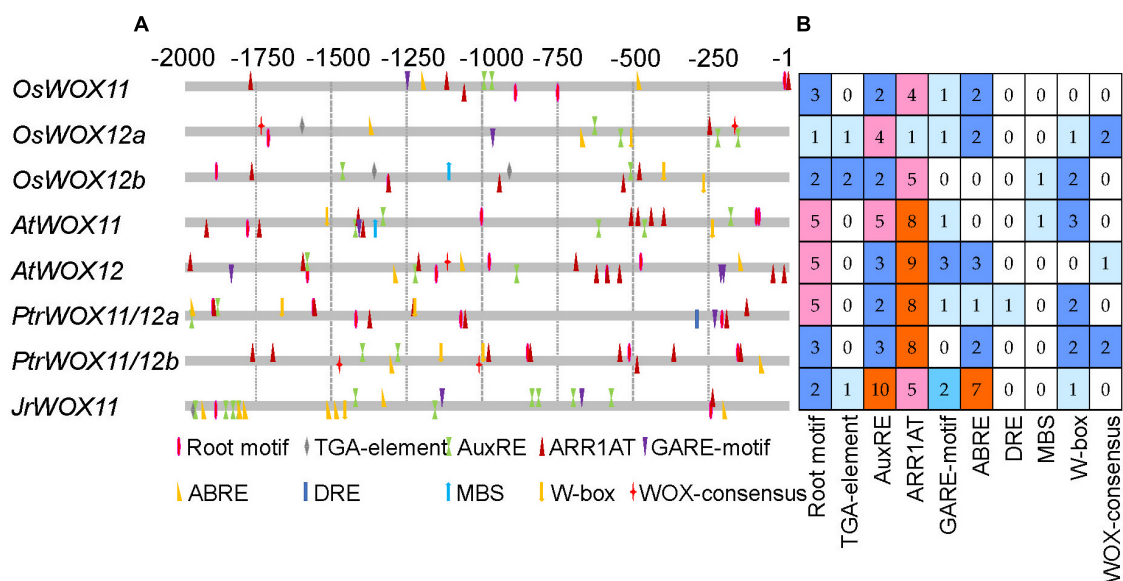 A B
-2000 -1750 -1250 -1000 -750 -500 -250 -1
OsWOX11 3 0 2 4 1 2 0 0 0 0
OsWOX12a 1 1 4 1 1 2 0 0 1 2
OsWOX12b 2 2 2 5 0 0 0 1 2 0
AtWOX11 5 0 5 8 1 0 0 1 3 0
AtWOX12 5 0 3 9 3 3 0 0 0 1
PtrWOX11/12a 5 0 2 8 1 1 1 0 2 0
PtrWOX11/12b 3 0 3 8 0 2 0 0 2 2
JrWOX11 2 1 10 5 2 7 0 0 1 0
Root motif TGA-element AuxRE ARR1AT GARE-motif
ABRE DRE MBS W-box WOX-consensus
Root motif
TGA-element
AuxRE
ARR1AT
GARE-motif
ABRE
DRE
MBS
W-box
WOX-consensus